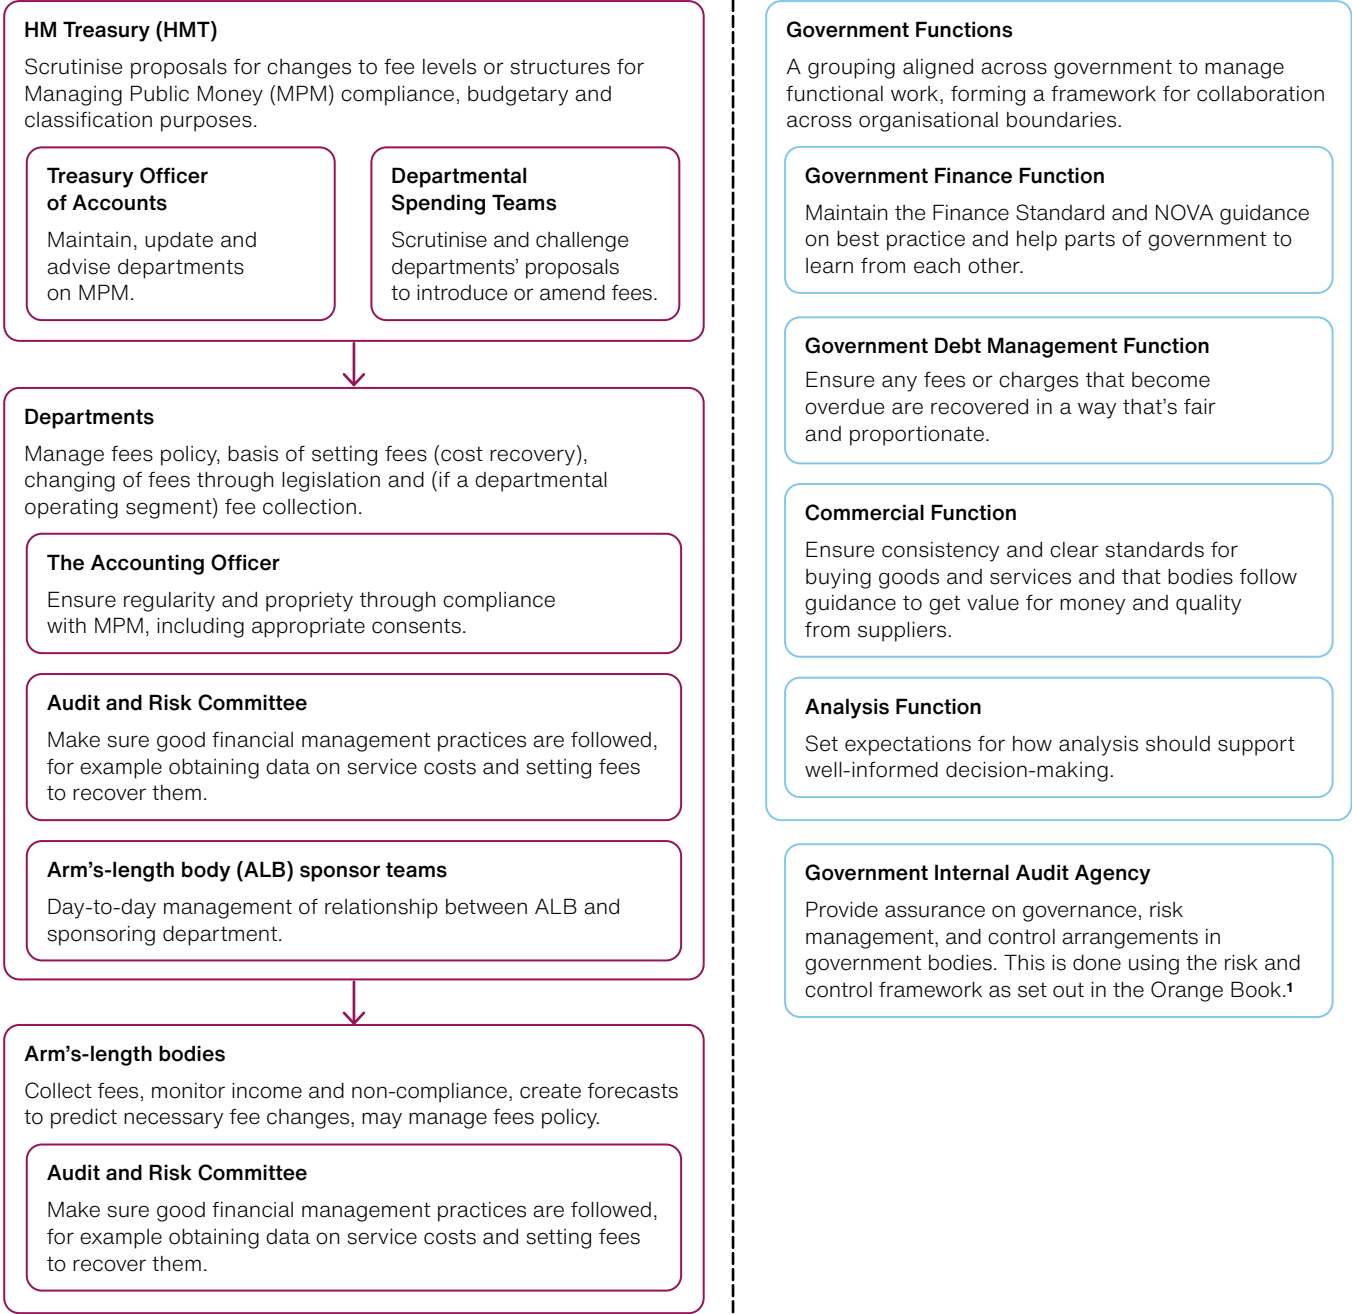 HM Treasury (HMT)
Scrutinise proposals for changes to fee levels or structures for
Managing Public Money (MPM) compliance, budgetary and
classification purposes.
Treasury Officer
of Accounts
Maintain, update and
advise departments
on MPM.
Departmental
Spending Teams
Scrutinise and challenge
departments’ proposals
to introduce or amend fees.
Departments
Manage fees policy, basis of setting fees (cost recovery),
changing of fees through legislation and (if a departmental
operating segment) fee collection.
The Accounting Officer
Ensure regularity and propriety through compliance
with MPM, including appropriate consents.
Audit and Risk Committee
Make sure good financial management practices are followed,
for example obtaining data on service costs and setting fees
to recover them.
Arm’s-length body (ALB) sponsor teams
Day-to-day management of relationship between ALB and
sponsoring department.
Arm’s-length bodies
Collect fees, monitor income and non-compliance, create forecasts
to predict necessary fee changes, may manage fees policy.
Audit and Risk Committee
Make sure good financial management practices are followed,
for example obtaining data on service costs and setting fees
to recover them.
Government Functions
A grouping aligned across government to manage
functional work, forming a framework for collaboration
across organisational boundaries.
Government Finance Function
Maintain the Finance Standard and NOVA guidance
on best practice and help parts of government to
learn from each other.
Government Debt Management Function
Ensure any fees or charges that become
overdue are recovered in a way that’s fair
and proportionate.
Commercial Function
Ensure consistency and clear standards for
buying goods and services and that bodies follow
guidance to get value for money and quality
from suppliers.
Analysis Function
Set expectations for how analysis should support
well-informed decision-making.
Government Internal Audit Agency
Provide assurance on governance, risk
management, and control arrangements in
government bodies. This is done using the risk and
control framework as set out in the Orange Book.¹